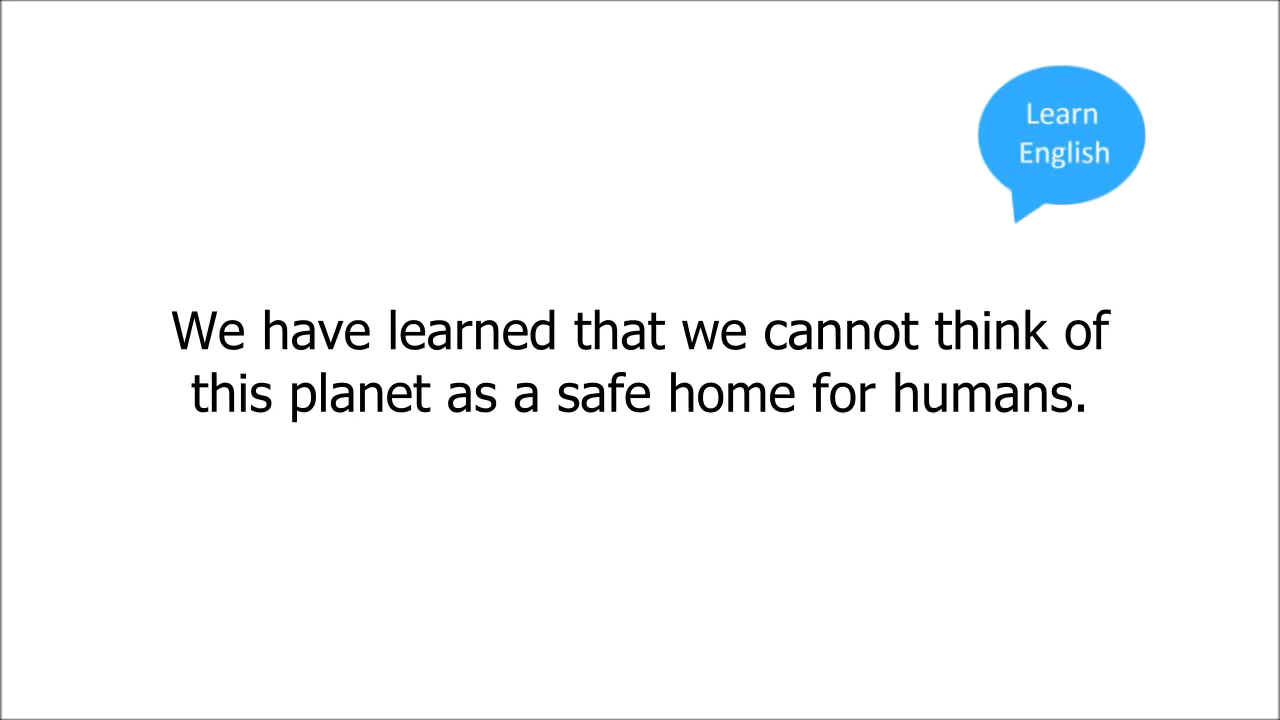 Learn
English
We have learned that we cannot think of
this planet as a safe home for humans.